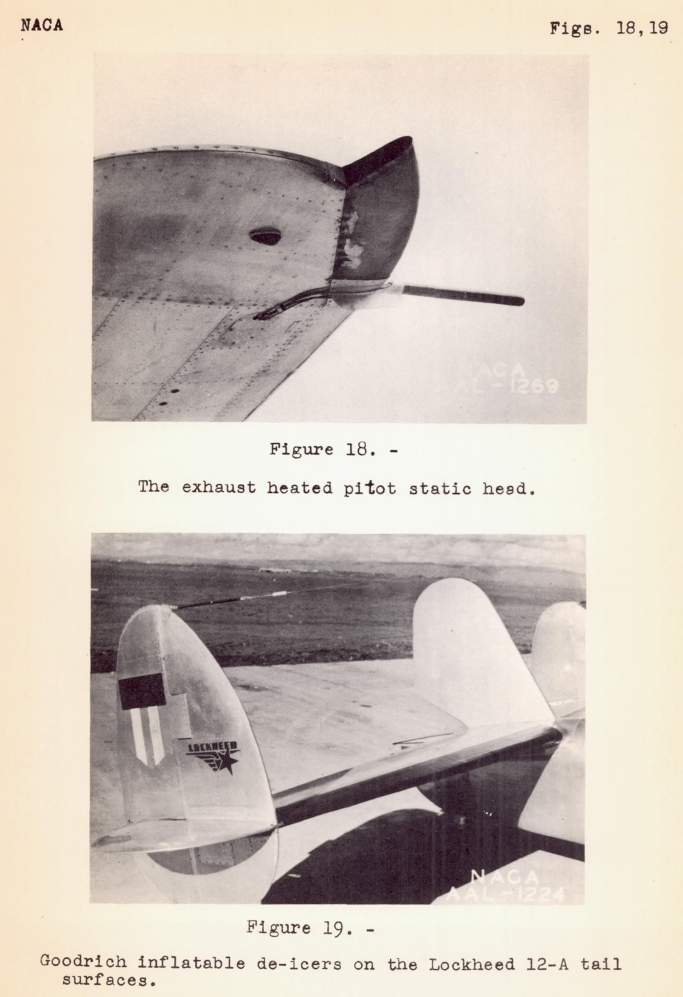 NACA
Figs. 18,19
NACA
AAL-1269
Figure 18. -
The exhaust heated pitot static head.
LOCKHEED
NACA
AAL-1224
Figure 19. -
Goodrich inflatable de-icers on the Lockheed 12-A tail
surfaces.